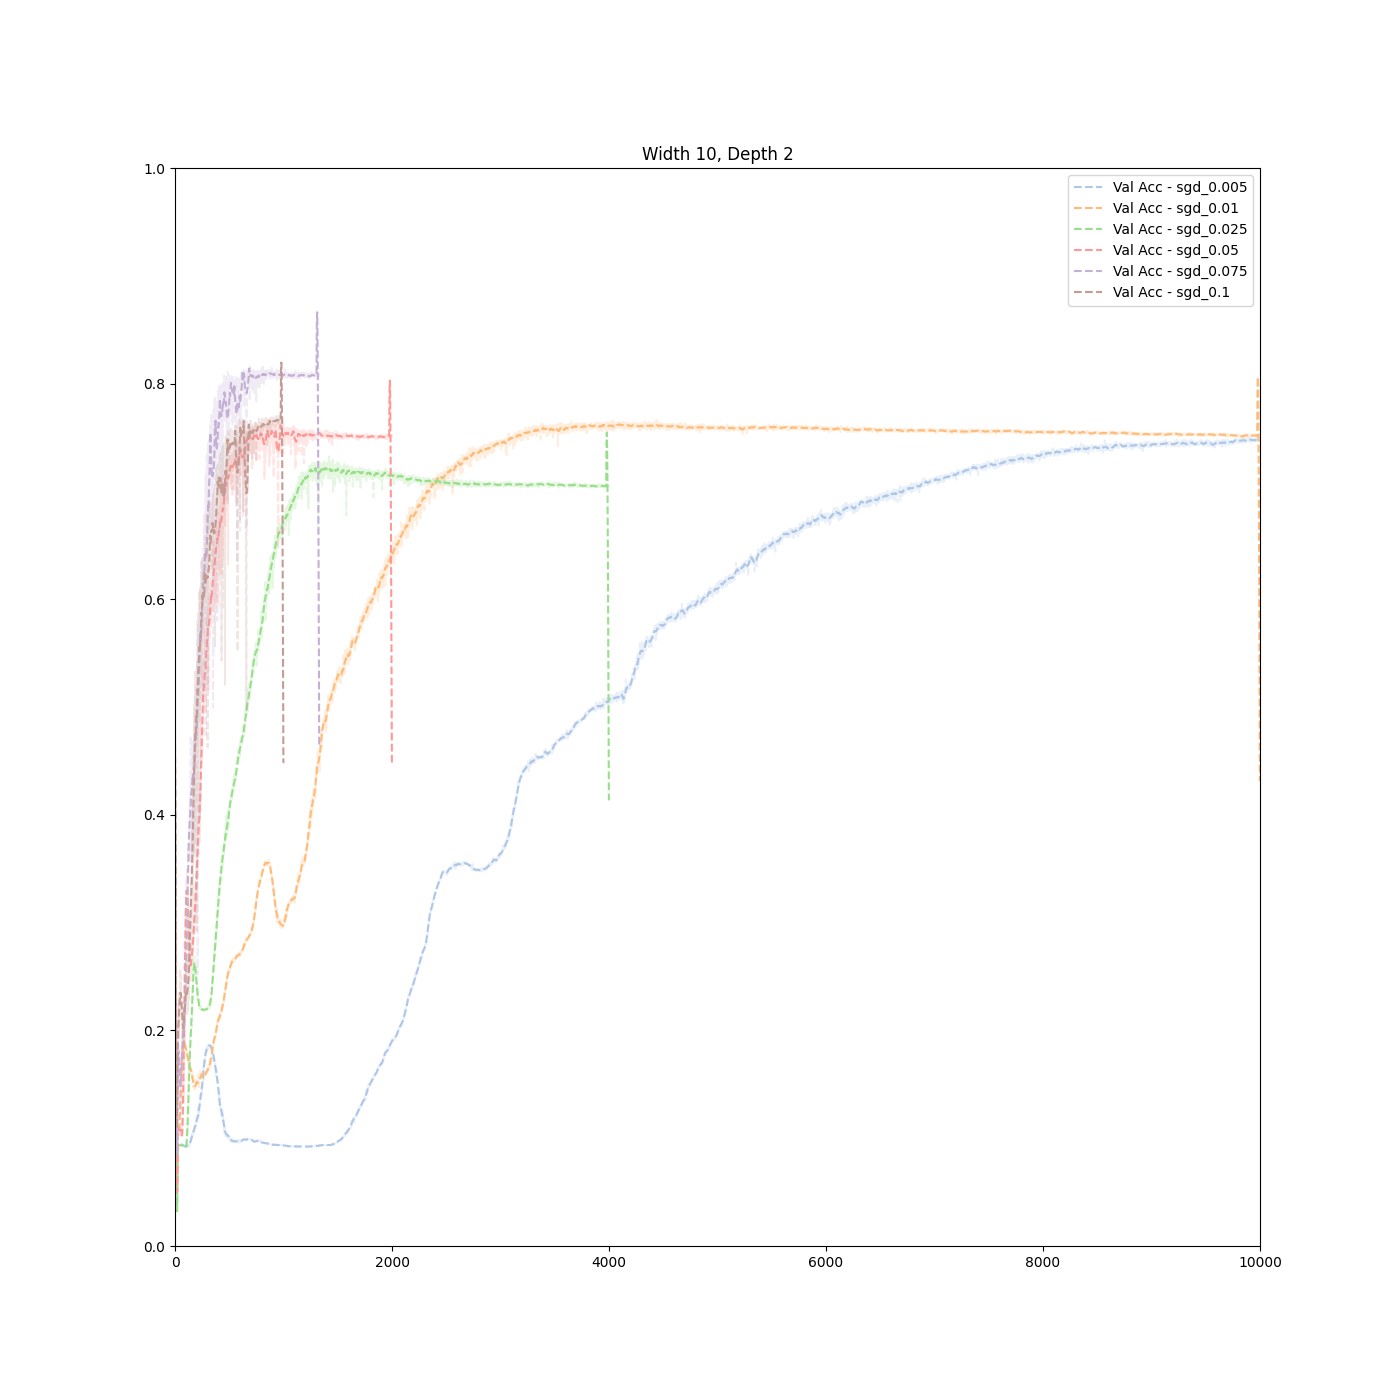 Width 10, Depth 2
1.0
0.8
0.6
0.4
0.2
0.0
0 2000 4000 6000 8000 10000
Val Acc - sgd_0.005
Val Acc - sgd_0.01
Val Acc - sgd_0.025
Val Acc - sgd_0.05
Val Acc - sgd_0.075
Val Acc - sgd_0.1